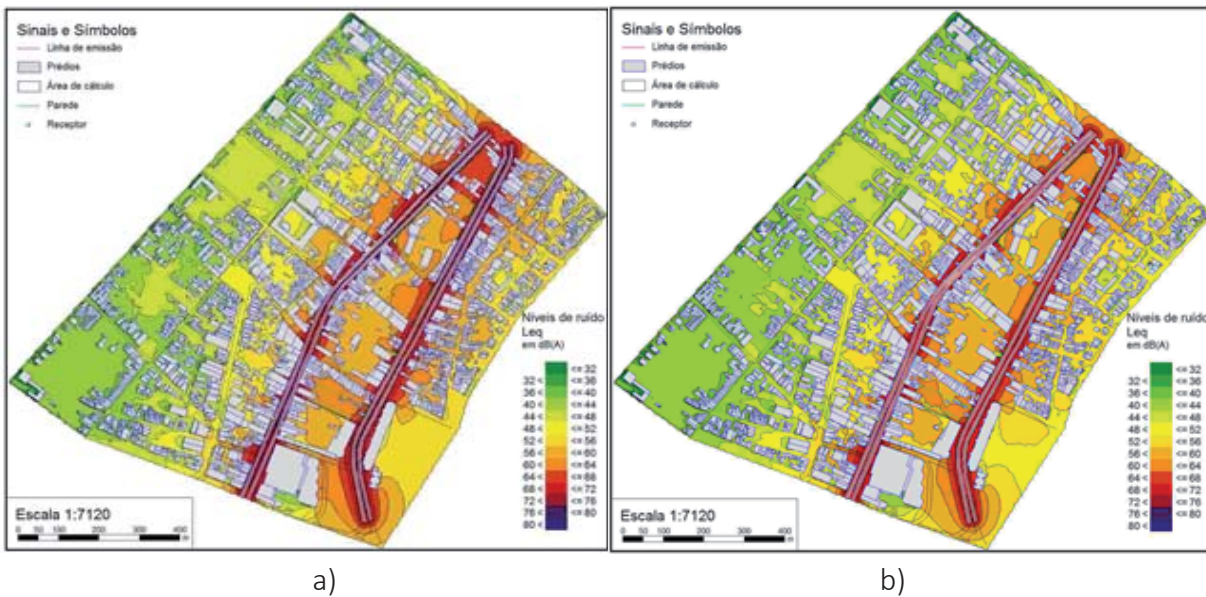 Sinais e Símbolos
Linha de emissão
Prédios
Área de cálculo
Parede
Receptor
Níveis de ruído
Leq
em dB(A)
<= 32
32 < <= 36
36 < <= 40
40 < <= 44
44 < <= 48
48 < <= 52
52 < <= 56
56 < <= 60
60 < <= 64
64 < <= 68
68 < <= 72
72 < <= 76
76 < <= 80
80 <
Escala 1:7120
0 50 100 200 300 400
m
a)
Sinais e Símbolos
Linha de emissão
Prédios
Área de cálculo
Parede
Receptor
Níveis de ruído
Leq
em dB(A)
<= 32
32 < <= 36
36 < <= 40
40 < <= 44
44 < <= 48
48 < <= 52
52 < <= 56
56 < <= 60
60 < <= 64
64 < <= 68
68 < <= 72
72 < <= 76
76 < <= 80
80 <
Escala 1:7120
0 50 100 200 300 400
m
b)